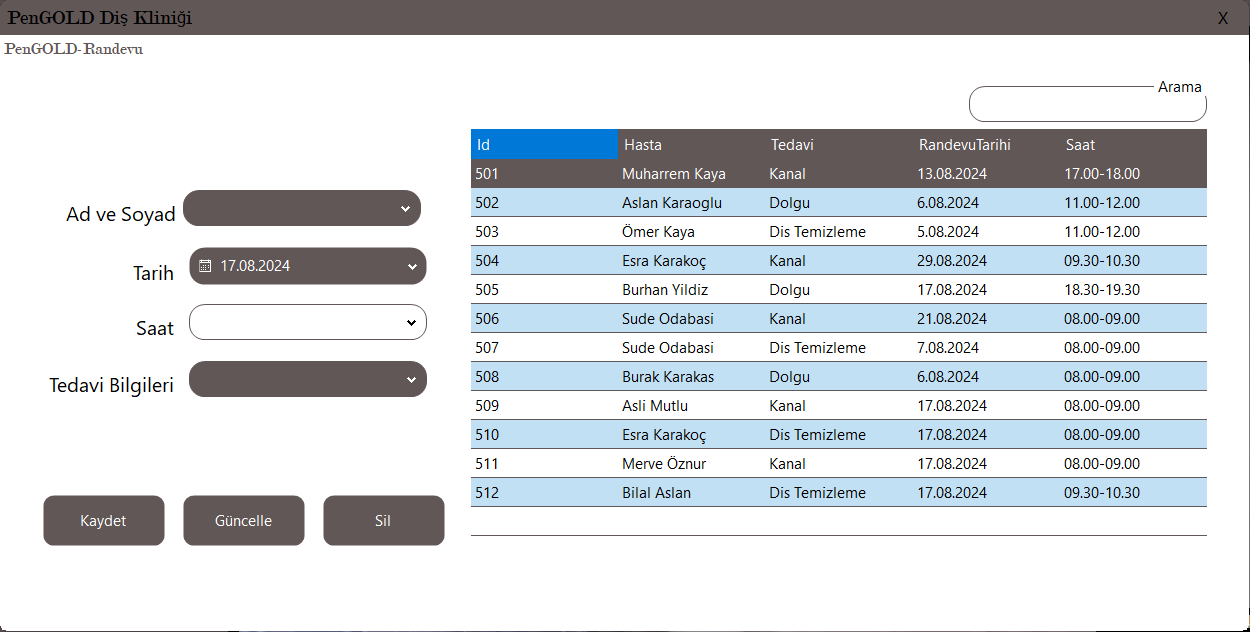 PenGOLD Diş Kliniği X
PenGOLD-Randevu
Arama
Id Hasta Tedavi RandevuTarihi Saat
501 Muharrem Kaya Kanal 13.08.2024 17.00-18.00
502 Aslan Karaoglu Dolgu 6.08.2024 11.00-12.00
503 Ömer Kaya Dis Temizleme 5.08.2024 11.00-12.00
504 Esra Karakoç Kanal 29.08.2024 09.30-10.30
505 Burhan Yildiz Dolgu 17.08.2024 18.30-19.30
506 Sude Odabasi Kanal 21.08.2024 08.00-09.00
507 Sude Odabasi Dis Temizleme 7.08.2024 08.00-09.00
508 Burak Karakas Dolgu 6.08.2024 08.00-09.00
509 Asli Mutlu Kanal 17.08.2024 08.00-09.00
510 Esra Karakoç Dis Temizleme 17.08.2024 08.00-09.00
511 Merve Öznur Kanal 17.08.2024 08.00-09.00
512 Bilal Aslan Dis Temizleme 17.08.2024 09.30-10.30
Ad ve Soyad
Tarih 17.08.2024
Saat
Tedavi Bilgileri
Kaydet Güncelle Sil